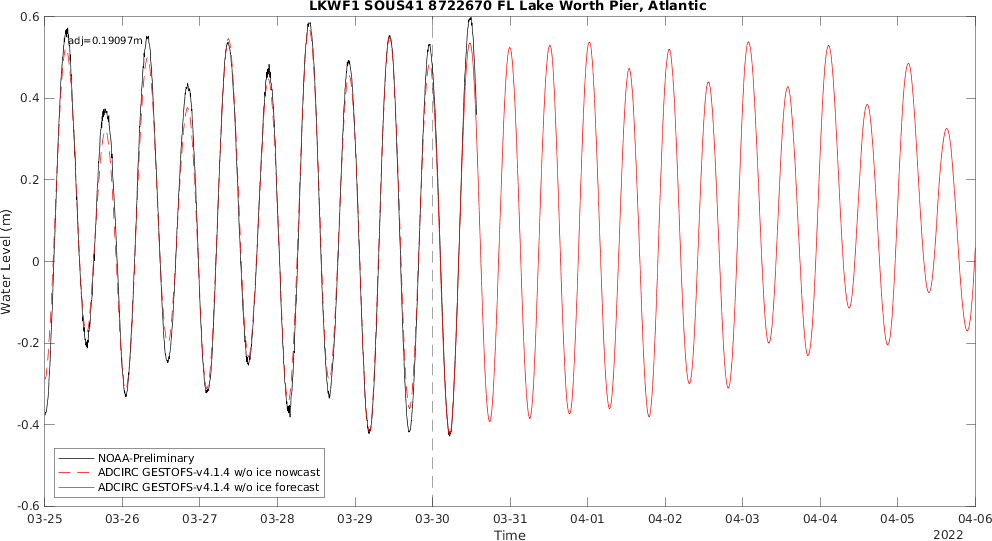 LKWF1 SOUS41 8722670 FL Lake Worth Pier, Atlantic
adj=0.19097m
0.6
0.4
0.2
0
-0.2
-0.4
-0.6
Water Level (m)
NOAA-Preliminary
ADCIRC GESTOFS-v4.1.4 w/o ice nowcast
ADCIRC GESTOFS-v4.1.4 w/o ice forecast
03-25 03-26 03-27 03-28 03-29 03-30 03-31 04-01 04-02 04-03 04-04 04-05 04-06
Time
2022